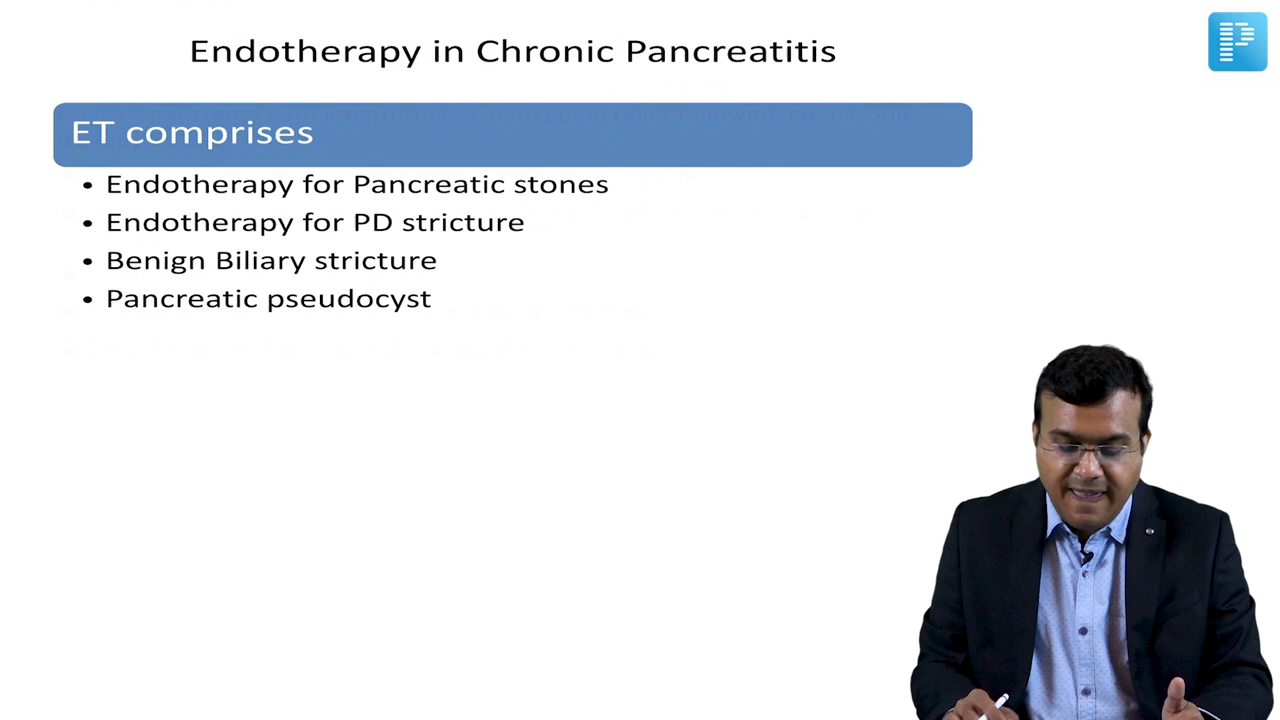 Endotherapy in Chronic Pancreatitis
ET comprises
• Endotherapy for Pancreatic stones
• Endotherapy for PD stricture
• Benign Biliary stricture
• Pancreatic pseudocyst